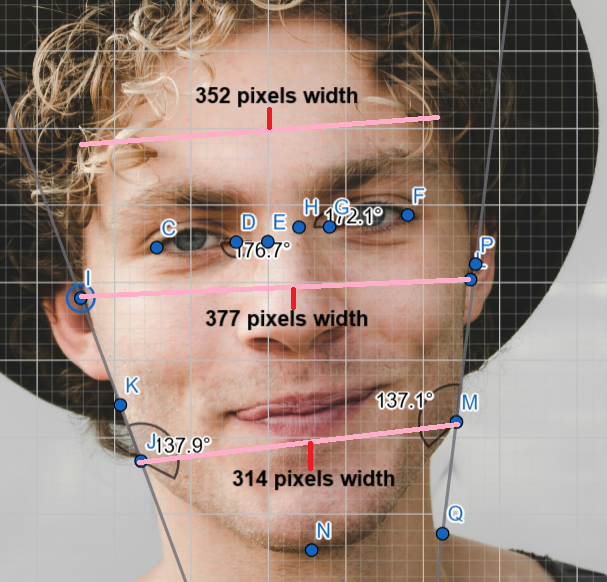 352 pixels width
H
G
F
172.1°
C
D
E
176.7°
P
I
377 pixels width
K
137.1°
M
J
137.9°
314 pixels width
Q
N